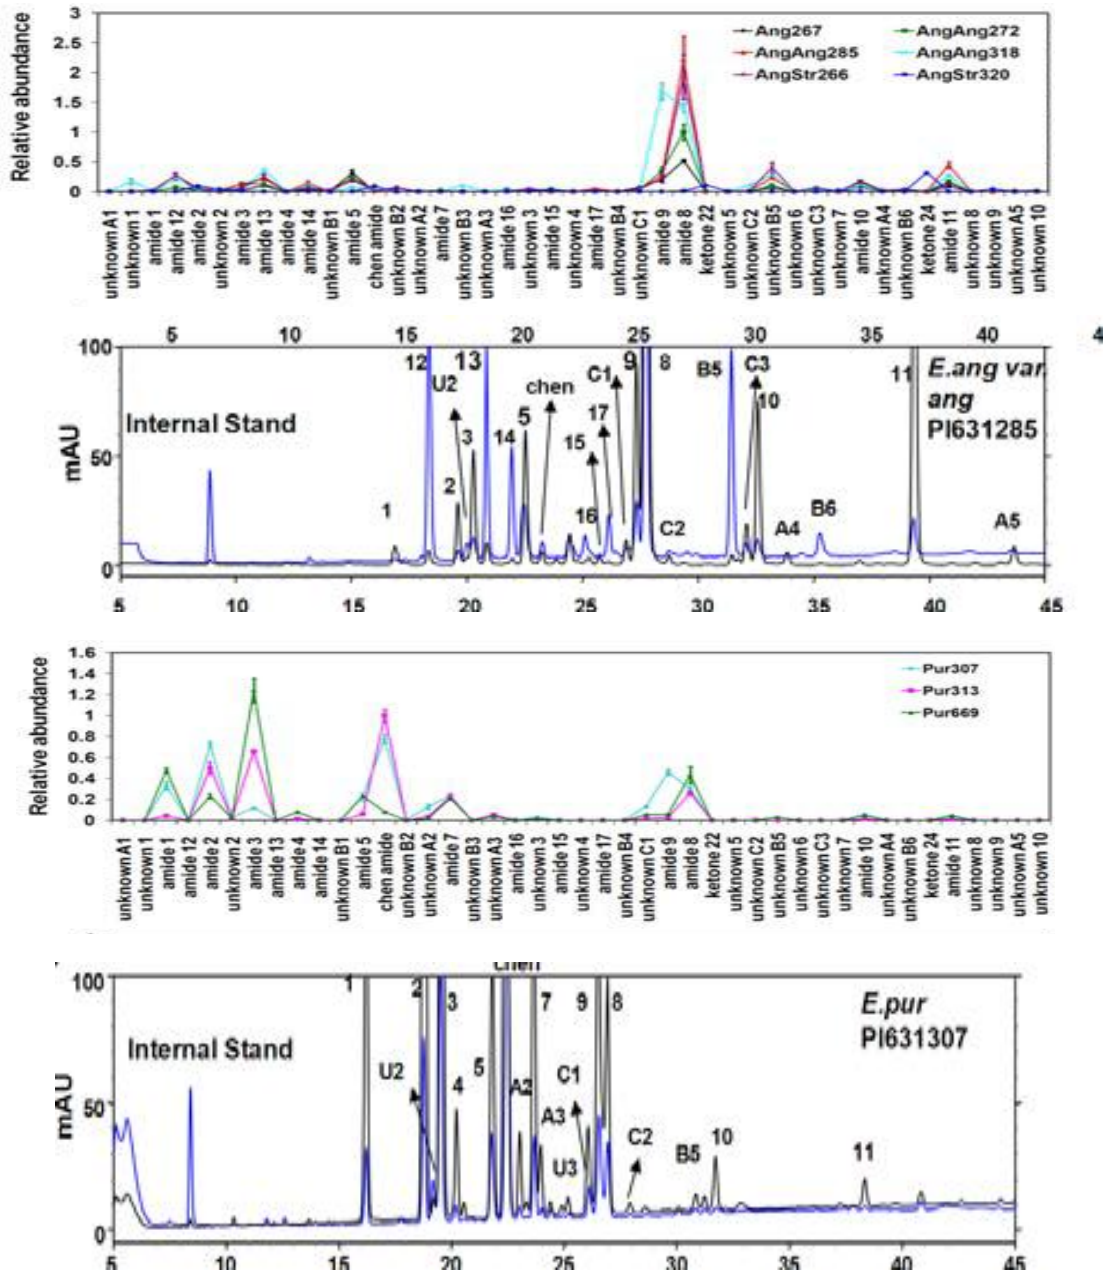 3
2.5
2
1.5
1
0.5
0
Relative abundance
Ang267
AngAng272
AngAng285
AngAng318
AngStr266
AngStr320
unknown A1
unknown 1
amide 1
amide 12
amide 2
unknown 2
amide 3
amide 13
amide 4
amide 14
unknown B1
amide 5
chen amide
unknown B2
unknown A2
amide 7
unknown B3
unknown A3
amide 16
unknown 3
amide 15
unknown 4
amide 17
unknown B4
unknown C1
amide 9
amide 8
ketone 22
unknown 5
unknown C2
unknown B5
unknown 6
unknown C3
unknown 7
amide 10
unknown A4
unknown B6
ketone 24
amide 11
unknown 8
unknown 9
unknown A5
unknown 10
5 10 15 20 25 30 35 40 4
100
50
0
mAU
Internal Stand
1
12
U2
2
3
13
14
5
chen
15
16
17
C1
9
8
C2
B5
C3
10
A4
B6
11
A5
E.ang var.
ang
PI631285
5 10 15 20 25 30 35 40 45
1.6
1.4
1.2
1
0.8
0.6
0.4
0.2
0
Relative abundance
Pur307
Pur313
Pur669
unknown A1
unknown 1
amide 1
amide 12
amide 2
unknown 2
amide 3
amide 13
amide 4
amide 14
unknown B1
amide 5
chen amide
unknown B2
unknown A2
amide 7
unknown B3
unknown A3
amide 16
unknown 3
amide 15
unknown 4
amide 17
unknown B4
unknown C1
amide 9
amide 8
ketone 22
unknown 5
unknown C2
unknown B5
unknown 6
unknown C3
unknown 7
amide 10
unknown A4
unknown B6
ketone 24
amide 11
unknown 8
unknown 9
unknown A5
unknown 10
100
50
0
mAU
Internal Stand
1
2
U2
3
4
5
chen
A2
7
A3
U3
C1
9
8
C2
B5
10
11
E.pur
PI631307
5 10 15 20 25 30 35 40 45